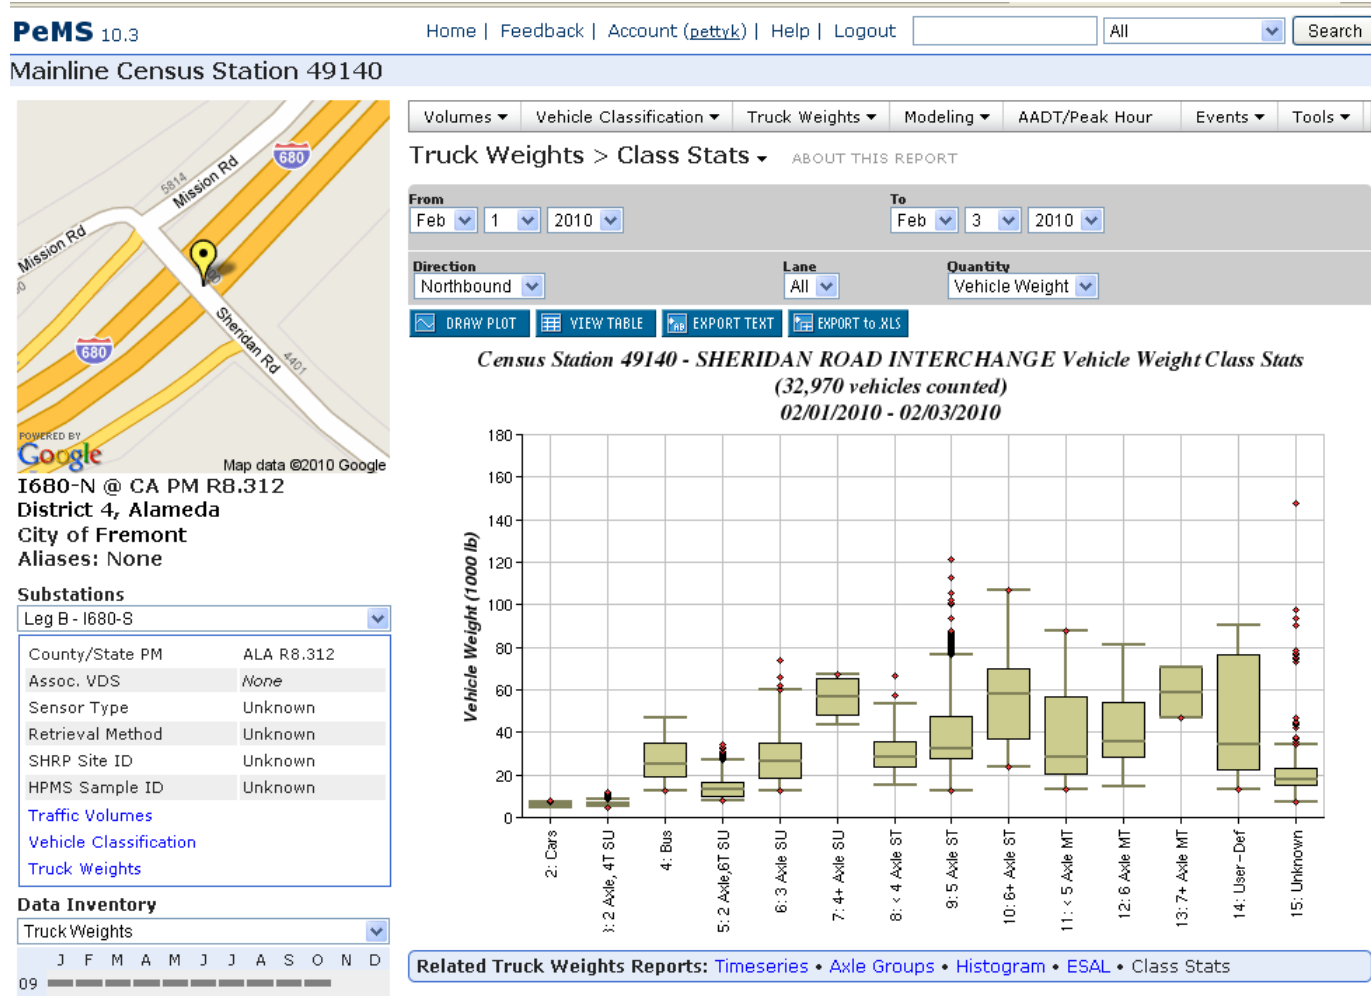 PeMS 10.3
Home | Feedback | Account (pettyk) | Help | Logout
All
Search
Mainline Census Station 49140
680
5814
Mission Rd
Mission Rd
Sheridan Rd
4401
680
POWERED BY
Google
Map data ©2010 Google
I680-N @ CA PM R8.312
District 4, Alameda
City of Fremont
Aliases: None
Substations
Leg B - I680-S
County/State PM ALA R8.312
Assoc. VDS None
Sensor Type Unknown
Retrieval Method Unknown
SHRP Site ID Unknown
HPMS Sample ID Unknown
Traffic Volumes
Vehicle Classification
Truck Weights
Data Inventory
Truck Weights
J F M A M J J A S O N D
09
Volumes Vehicle Classification Truck Weights Modeling AADT/Peak Hour Events Tools
Truck Weights > Class Stats ABOUT THIS REPORT
From To
Feb 1 2010 Feb 3 2010
Direction Lane Quantity
Northbound All Vehicle Weight
DRAW PLOT VIEW TABLE EXPORT TEXT EXPORT to .XLS
Census Station 49140 - SHERIDAN ROAD INTERCHANGE Vehicle Weight Class Stats
(32,970 vehicles counted)
02/01/2010 - 02/03/2010
Vehicle Weight (1000 lb)
180
160
140
120
100
80
60
40
20
0
2: Cars
3: 2 Axle, 4T SU
4: Bus
5: 2 Axle,6T SU
6: 3 Axle SU
7: 4+ Axle SU
8: < 4 Axle ST
9: 5 Axle ST
10: 6+ Axle ST
11: < 5 Axle MT
12: 6 Axle MT
13: 7+ Axle MT
14: User-Def
15: Unknown
Related Truck Weights Reports: Timeseries • Axle Groups • Histogram • ESAL • Class Stats